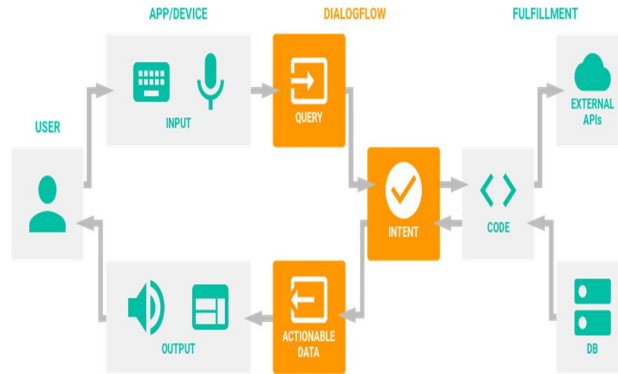 APP/DEVICE
DIALOGFLOW
FULFILLMENT
INPUT
QUERY
EXTERNAL
APIs
USER
INTENT
CODE
OUTPUT
ACTIONABLE
DATA
DB